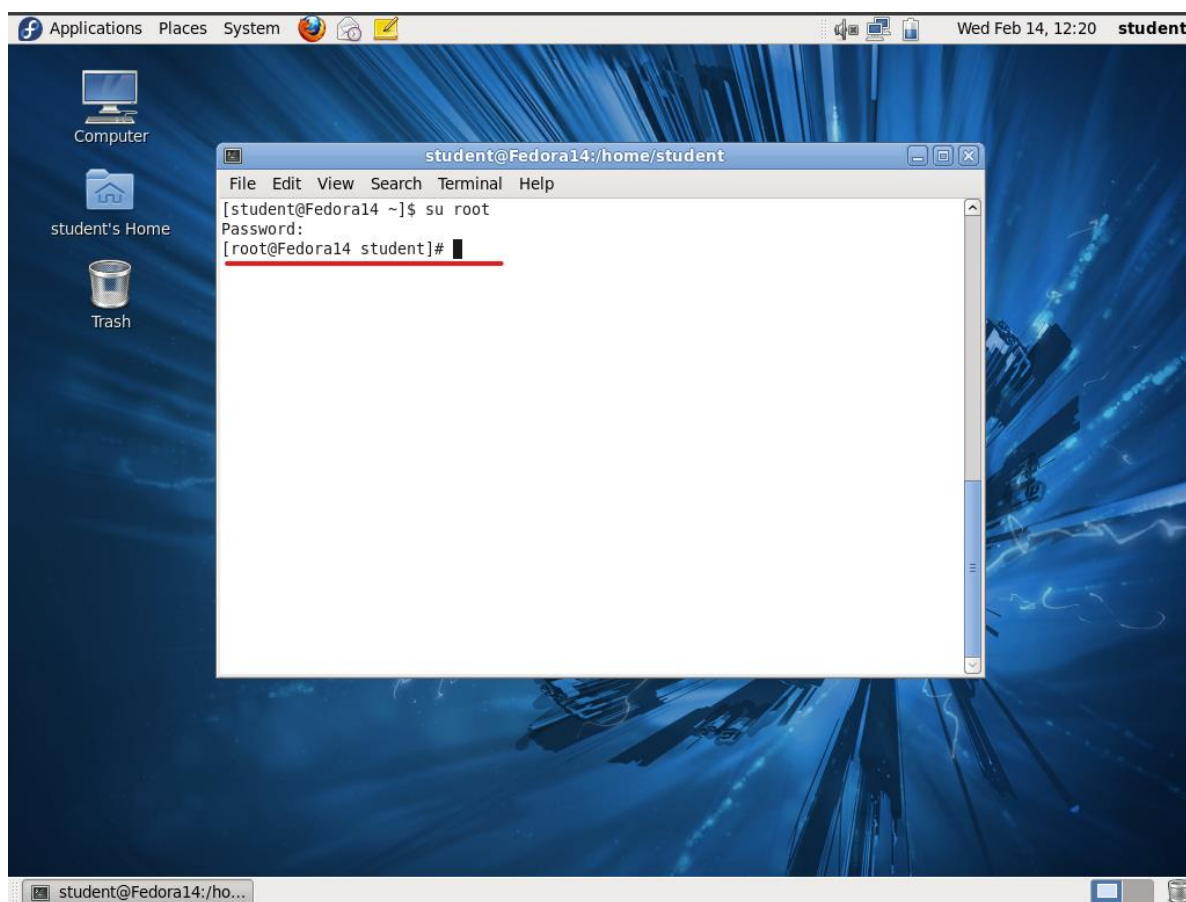 Applications Places System Wed Feb 14, 12:20 student
Computer
student's Home
Trash
student@Fedora14:/home/student
File Edit View Search Terminal Help
[student@Fedora14 ~]$ su root
Password:
[root@Fedora14 student]#
student@Fedora14:/ho...